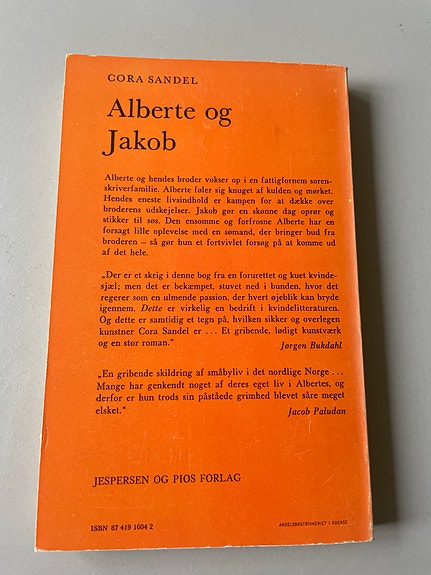 CORA SANDEL
Alberte og
Jakob
Alberte og hendes broder vokser op i en fattigfornem soren-
skriverfamilie. Alberte føler sig knuget af kulden og mørket.
Hendes eneste livsindhold er kampen for at dække over
broderens udskejelser. Jakob gør en skønne dag oprør og
stikker til søs. Den ensomme og forfrosne Alberte har en
forsagt lille oplevelse med en sømand, der bringer bud fra
broderen – så gør hun et fortvivlet forsøg på at komme ud
af det hele.
„Der er et skrig i denne bog fra en forurettet og kuet kvinde-
sjæl; men det er bekæmpet, stuvet ned i bunden, hvor det
regerer som en ulmende passion, der hvert øjeblik kan bryde
igennem. Dette er virkelig en bedrift i kvindelitteraturen.
Og dette er samtidig et tegn på, hvilken sikker og overlegen
kunstner Cora Sandel er ... Et gribende, lødigt kunstværk
og en stor roman.“
Jørgen Bukdahl
„En gribende skildring af småbyliv i det nordlige Norge ...
Mange har genkendt noget af deres eget liv i Albertes, og
derfor er hun trods sin påståede grimhed blevet såre meget
elsket.“
Jacob Paludan
JESPERSEN OG PIOS FORLAG
ISBN 87 419 1604 2
ANDELSBOGTRYKKERIET I ODENSE